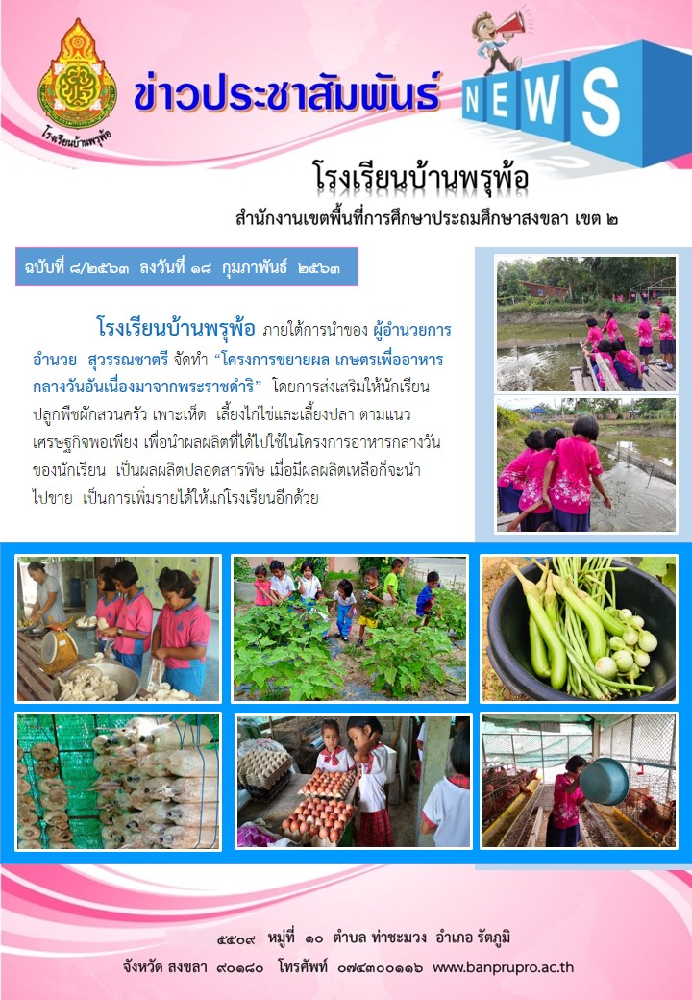 ข่าวประชาสัมพันธ์
NEWS
โรงเรียนบ้านพรุพ้อ
โรงเรียนบ้านพรุพ้อ
สำนักงานเขตพื้นที่การศึกษาประถมศึกษาสงขลา เขต ๒
ฉบับที่ ๘/๒๕๖๓ ลงวันที่ ๑๘ กุมภาพันธ์ ๒๕๖๓
โรงเรียนบ้านพรุพ้อ ภายใต้การนำของ ผู้อำนวยการ
อำนวย สุวรรณชาตรี จัดทำ “โครงการขยายผล เกษตรเพื่ออาหาร
กลางวันอันเนื่องมาจากพระราชดำริ” โดยการส่งเสริมให้นักเรียน
ปลูกพืชผักสวนครัว เพาะเห็ด เลี้ยงไก่ไข่และเลี้ยงปลา ตามแนว
เศรษฐกิจพอเพียง เพื่อนำผลผลิตที่ได้ไปใช้ในโครงการอาหารกลางวัน
ของนักเรียน เป็นผลผลิตปลอดสารพิษ เมื่อมีผลผลิตเหลือก็จะนำ
ไปขาย เป็นการเพิ่มรายได้ให้แก่โรงเรียนอีกด้วย
๕๕๐๙ หมู่ที่ ๑๐ ตำบล ท่าชะมวง อำเภอ รัตภูมิ
จังหวัด สงขลา ๙๐๑๘๐ โทรศัพท์ ๐๗๔๓๐๐๑๑๖ www.banprupro.ac.th